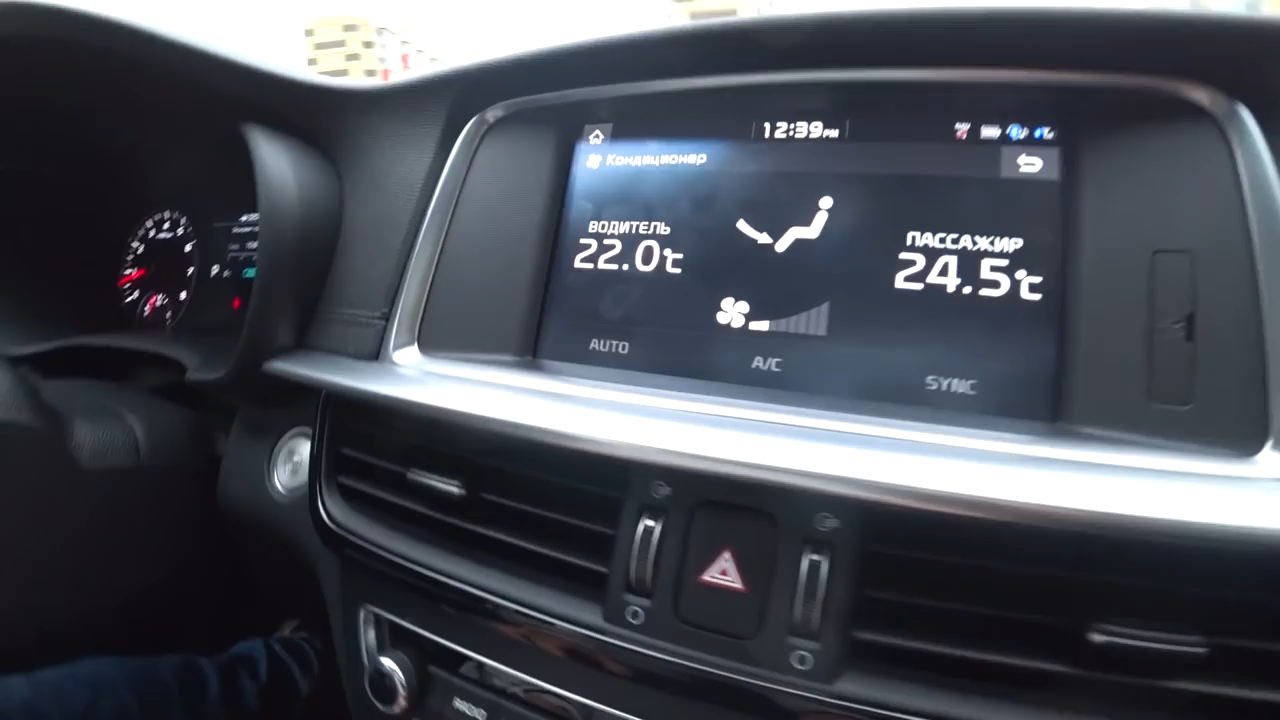 12:39PM
Кондиционер
ВОДИТЕЛЬ
22.0°c
ПАССАЖИР
24.5°c
AUTO
A/C
SYNC